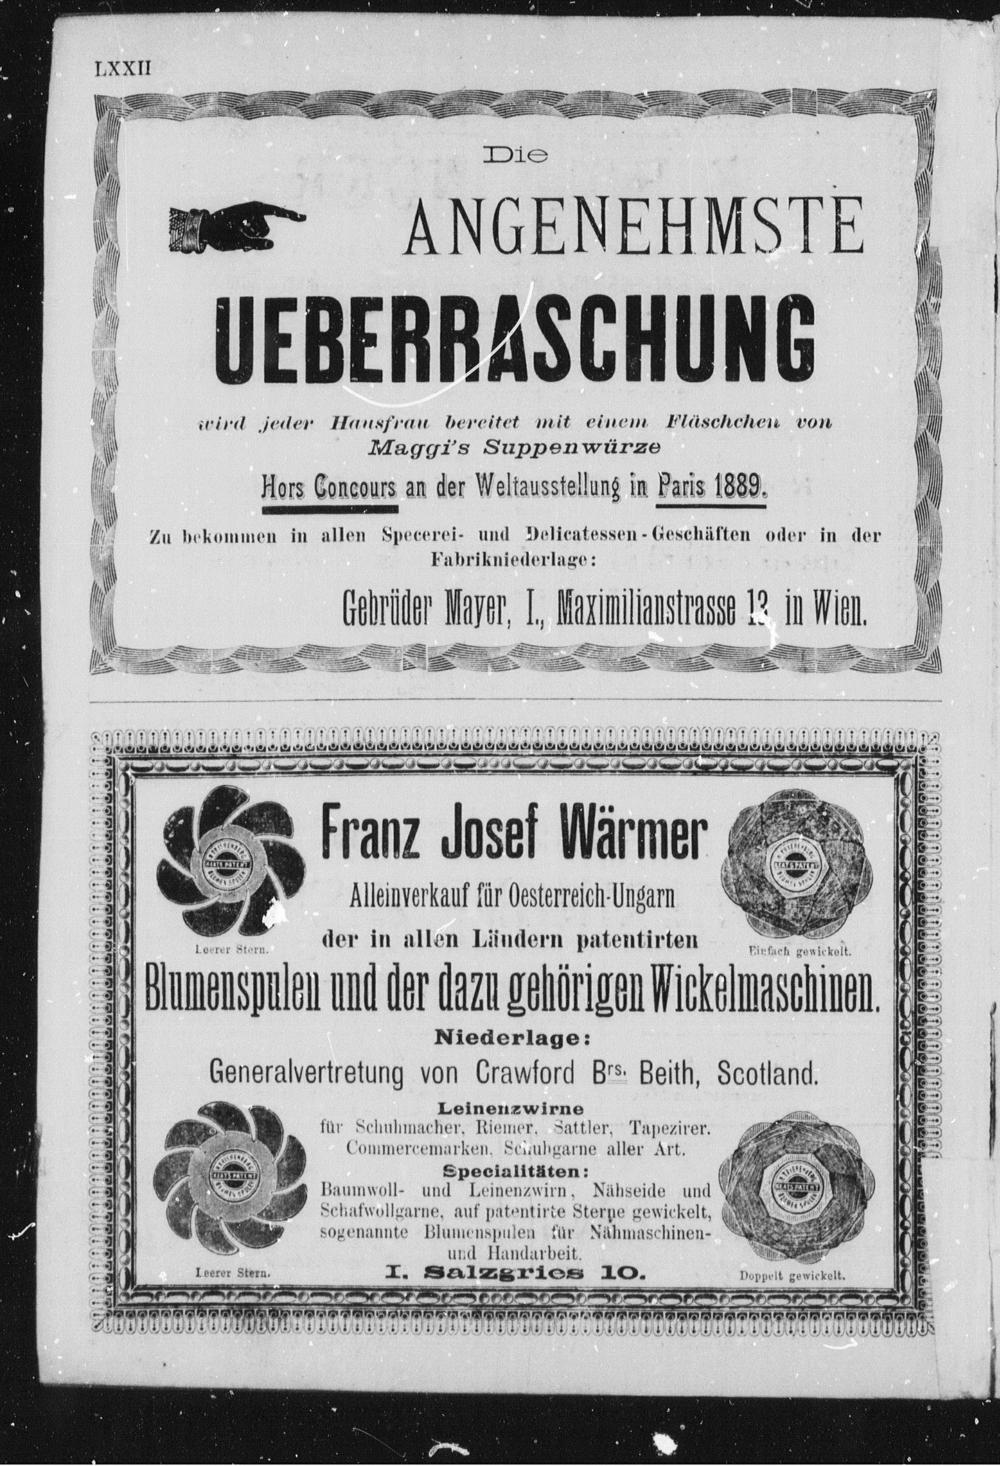 LXXII
Die
ANGENEHMSTE
UEBERRASCHUNG
wird jeder Hausfrau bereitet mit einem Fläschchen von
Maggi's Suppenwürze
Hors Concours an der Weltausstellung in Paris 1889.
Zu bekommen in allen Specerei- und Delicatessen-Geschäften oder in der
Fabrikniederlage:
Gebrüder Mayer, I., Maximilianstrasse 13 in Wien.
Franz Josef Wärmer
Alleinverkauf für Oesterreich-Ungarn
Leerer Stern.
der in allen Ländern patentirten
Einfach gewickelt.
Blumenspulen und der dazu gehörigen Wickelmaschinen.
Niederlage:
Generalvertretung von Crawford Brs. Beith, Scotland.
Leinenzwirne
für Schuhmacher, Riemer, Sattler, Tapezirer.
Commercemarken, Schuhgarne aller Art.
Specialitäten:
Baumwoll- und Leinenzwirn, Nähseide und
Schafwollgarne, auf patentirte Sterne gewickelt,
sogenannte Blumenspulen für Nähmaschinen-
und Handarbeit.
Leerer Stern.
I. Salzgries 10.
Doppelt gewickelt.